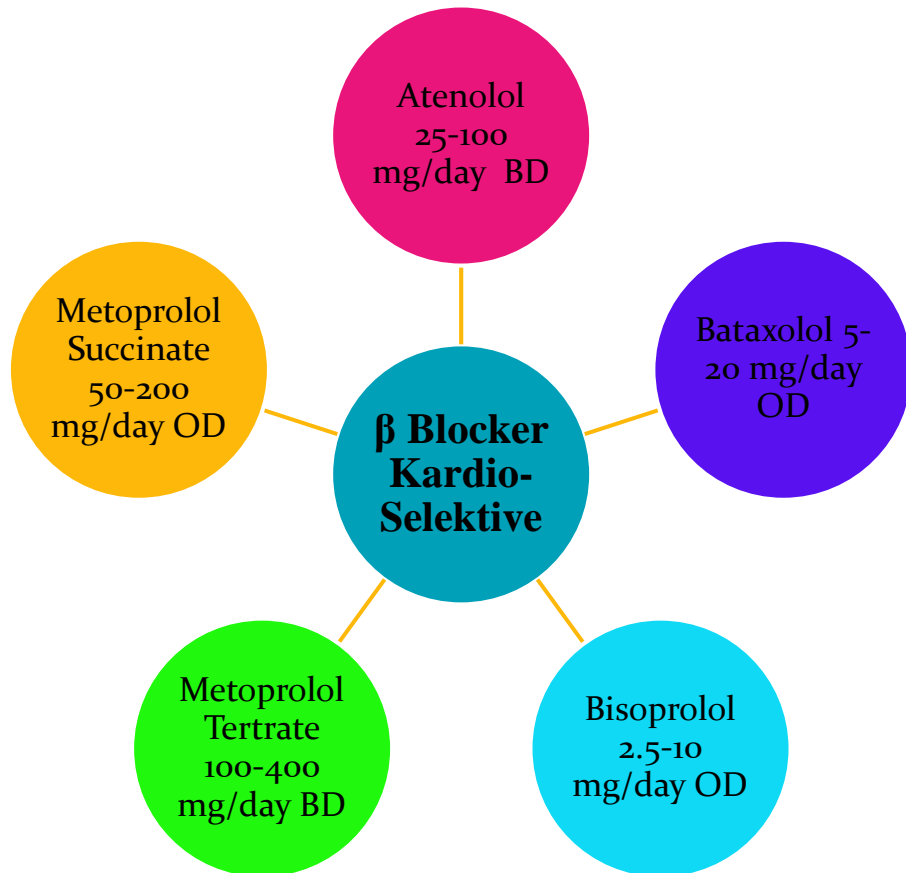 Atenolol
25-100
mg/day  BD
Metoprolol
Succinate
50-200
mg/day OD
Bataxolol 5-
20 mg/day
OD
β Blocker
Kardio-
Selektive
Metoprolol
Tertrate
100-400
mg/day BD
Bisoprolol
2.5-10
mg/day OD